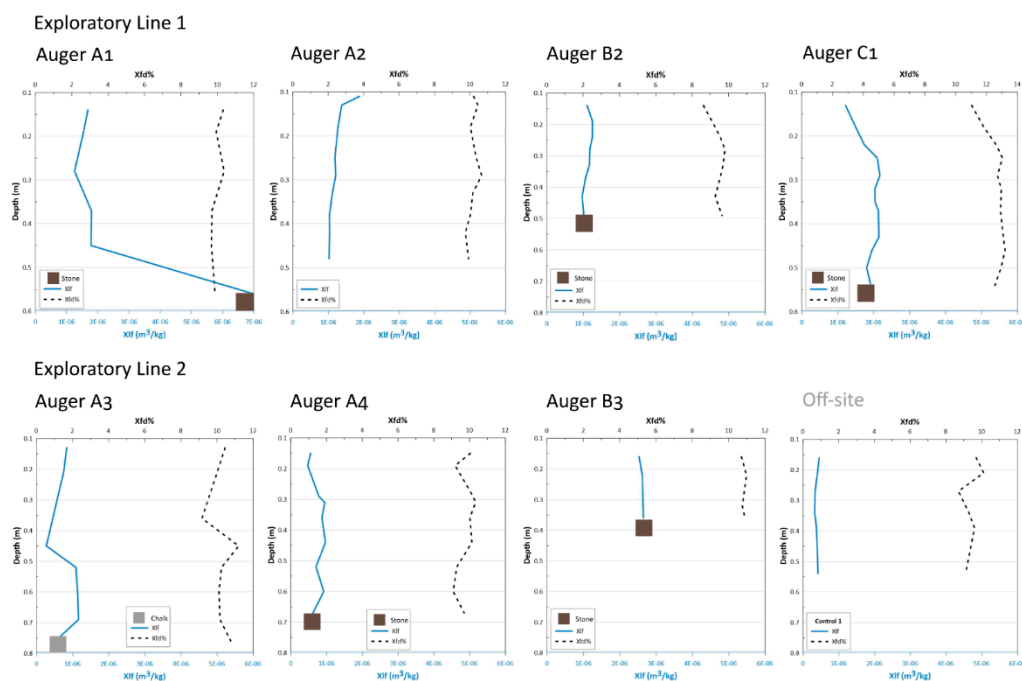 Exploratory Line 1
Auger A1
Auger A2
Auger B2
Auger C1
Xfd%
0 2 4 6 8 10 12
Depth (m)
0.1
0.2
0.3
0.4
0.5
0.6
Stone
Xlf
Xfd%
0 1E-06 2E-06 3E-06 4E-06 5E-06 6E-06 7E-06
Xlf (m³/kg)
Xfd%
0 2 4 6 8 10 12
Depth (m)
0.1
0.2
0.3
0.4
0.5
0.6
Xlf
Xfd%
0 1E-06 2E-06 3E-06 4E-06 5E-06 6E-06
Xlf (m³/kg)
Xfd%
0 2 4 6 8 10 12
Depth (m)
0.1
0.2
0.3
0.4
0.5
0.6
0.7
0.8
Stone
Xlf
Xfd%
0 1E-06 2E-06 3E-06 4E-06 5E-06 6E-06
Xlf (m³/kg)
Xfd%
0 2 4 6 8 10 12 14
Depth (m)
0.1
0.2
0.3
0.4
0.5
0.6
Stone
Xlf
Xfd%
0 1E-06 2E-06 3E-06 4E-06 5E-06 6E-06
Xlf (m³/kg)
Exploratory Line 2
Auger A3
Auger A4
Auger B3
Off-site
Xfd%
0 2 4 6 8 10 12
Depth (m)
0.1
0.2
0.3
0.4
0.5
0.6
0.7
0.8
Chalk
Xlf
Xfd%
0 1E-06 2E-06 3E-06 4E-06 5E-06 6E-06
Xlf (m³/kg)
Xfd%
0 2 4 6 8 10 12
Depth (m)
0.1
0.2
0.3
0.4
0.5
0.6
0.7
0.8
Stone
Xlf
Xfd%
0 1E-06 2E-06 3E-06 4E-06 5E-06 6E-06
Xlf (m³/kg)
Xfd%
0 2 4 6 8 10 12
Depth (m)
0.1
0.2
0.3
0.4
0.5
0.6
0.7
0.8
Stone
Xlf
Xfd%
0 1E-06 2E-06 3E-06 4E-06 5E-06 6E-06
Xlf (m³/kg)
Xfd%
0 2 4 6 8 10 12
Depth (m)
0.1
0.2
0.3
0.4
0.5
0.6
0.7
0.8
Control 1
Xlf
Xfd%
0 1E-06 2E-06 3E-06 4E-06 5E-06 6E-06
Xlf (m³/kg)